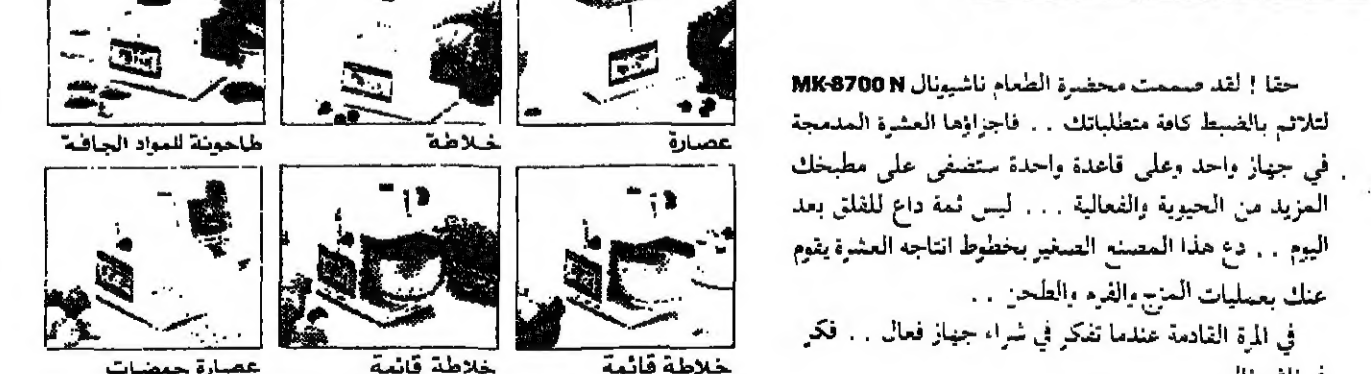 حقا ! لقد صممت محضرة الطعام ناشيونال MK-8700 N
لتلائم بالضبط كافة متطلباتك . . فاجزاؤها العشرة المدمجة
في جهاز واحد وعلى قاعدة واحدة ستضفى على مطبخك
المزيد من الحيوية والفعالية . . . ليس ثمة داع للقلق بعد
اليوم . . دع هذا المصنع الصغير بخطوط انتاجه العشرة يقوم
عنك بعمليات المزج والفرم والطحن . .
في المرة القادمة عندما تفكر في شراء جهاز فعال . . فكر
عصارة
خلاطة
طاحونة للمواد الجافة
خلاطة قائمة
خلاطة قائمة
عصارة حمضيات